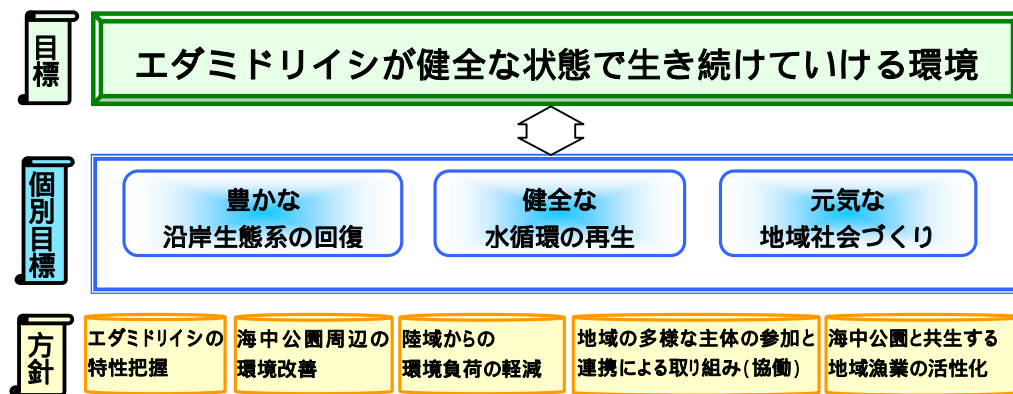 目標
エダミドリイシが健全な状態で生き続けていける環境
個別目標
豊かな
沿岸生態系の回復
健全な
水循環の再生
元気な
地域社会づくり
方針
エダミドリイシの
特性把握
海中公園周辺の
環境改善
陸域からの
環境負荷の軽減
地域の多様な主体の参加と
連携による取り組み(協働)
海中公園と共生する
地域漁業の活性化